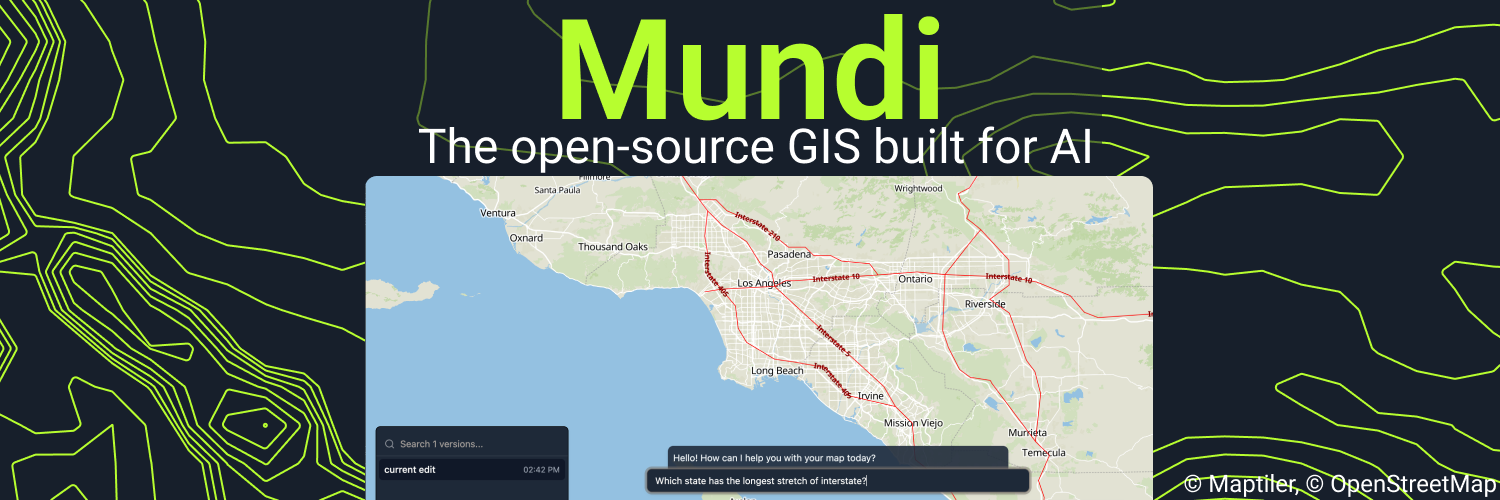 Mundi
The open-source GIS built for AI
Fillmore
Santa Paula
Wrightwood
Ventura
Interstate 210
Oxnard
Thousand Oaks
Pasadena
Interstate 405
Interstate 10
Los Angeles
Ontario
Interstate 10
Riverside
Interstate 5
Long Beach
Interstate 405
Irvine
Mission Viejo
Murrieta
Temecula
Search 1 versions...
current edit 02:42 PM
Hello! How can I help you with your map today?
Which state has the longest stretch of interstate?
© Maptiler, © OpenStreetMap